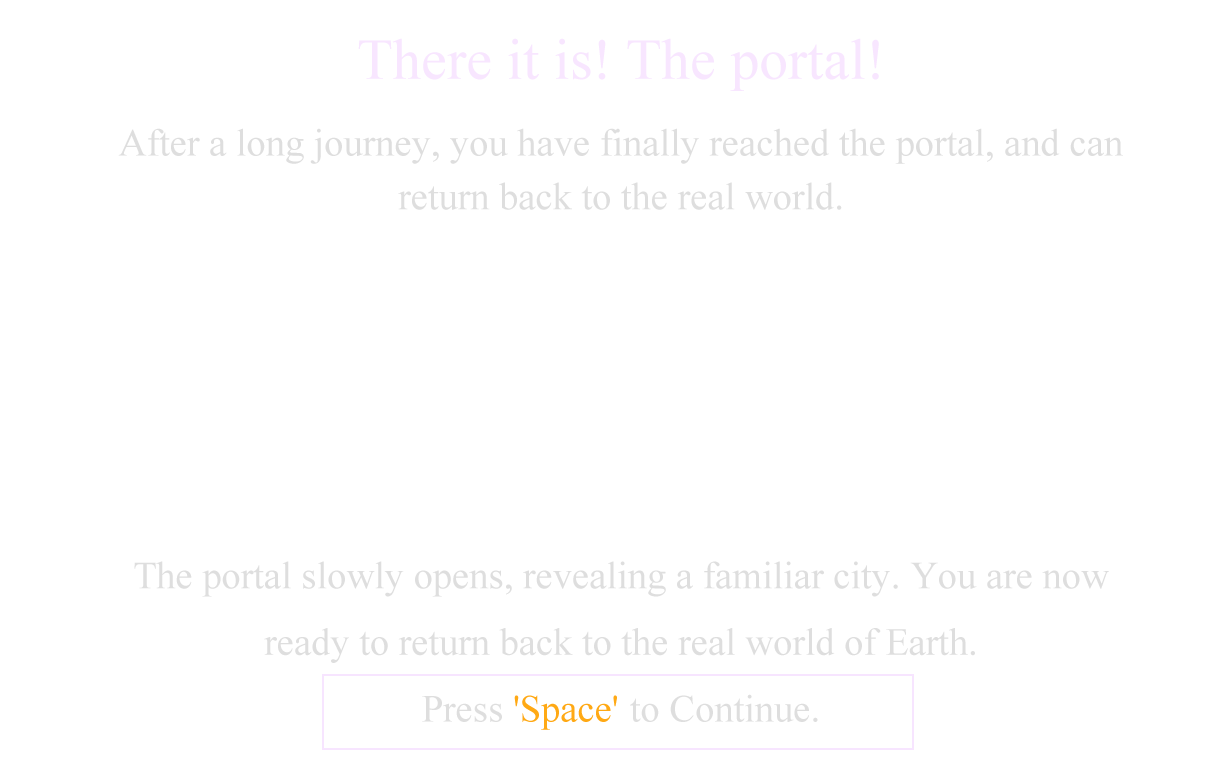 There it is! The portal!
After a long journey, you have finally reached the portal, and can
return back to the real world.
The portal slowly opens, revealing a familiar city. You are now
ready to return back to the real world of Earth.
Press 'Space' to Continue.